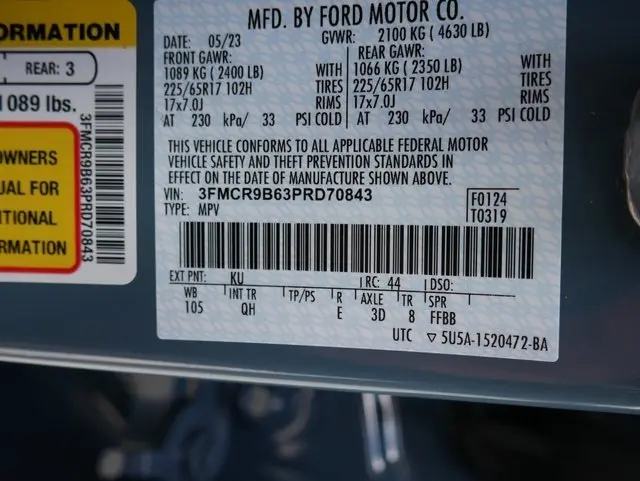 ORMATION
REAR: 3
1089 lbs.
3FMCR9B63PRD70843
OWNERS
UAL FOR
ITIONAL
RMATION
MFD. BY FORD MOTOR CO.
DATE: 05/23 GVWR: 2100 KG ( 4630 LB)
FRONT GAWR: REAR GAWR:
1089 KG (2400 LB) WITH 1066 KG ( 2350 LB) WITH
225/65R17 102H TIRES 225/65R17 102H TIRES
17x7.0J RIMS 17x7.0J RIMS
AT 230 kPa/ 33 PSI COLD AT 230 kPa/ 33 PSI COLD
THIS VEHICLE CONFORMS TO ALL APPLICABLE FEDERAL MOTOR
VEHICLE SAFETY AND THEFT PREVENTION STANDARDS IN
EFFECT ON THE DATE OF MANUFACTURE SHOWN ABOVE.
VIN: 3FMCR9B63PRD70843
TYPE: MPV
F0124
T0319
EXT PNT: KU RC: 44 DSO:
WB INT TR TP/PS R AXLE TR SPR
105 QH E 3D 8 FFBB
UTC ▽ 5U5A-1520472-BA